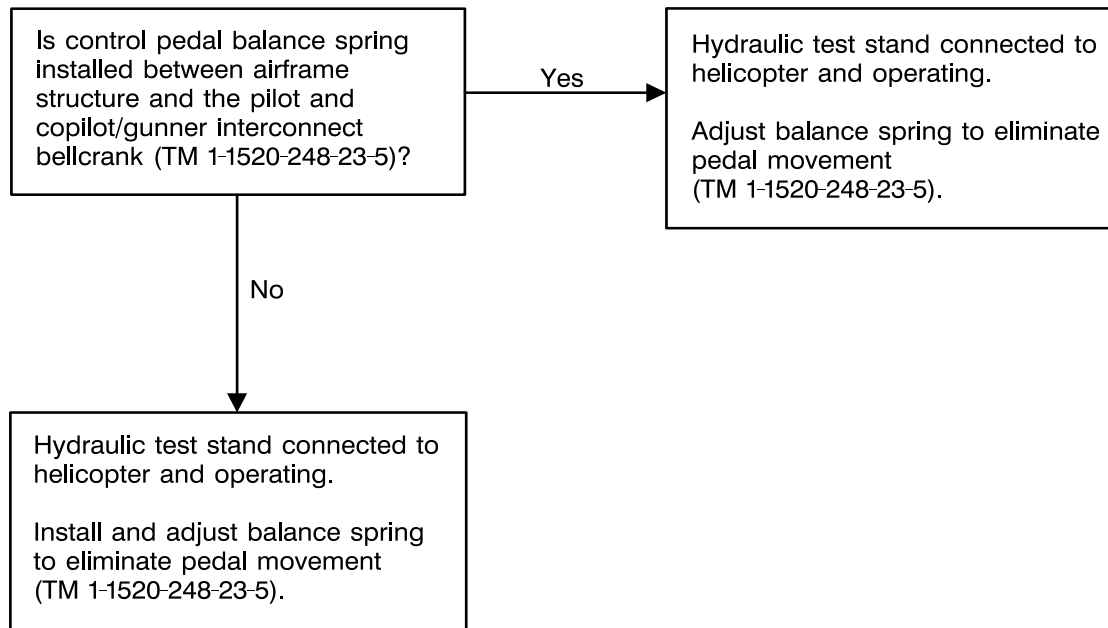 Is control pedal balance spring
installed between airframe
structure and the pilot and
copilot/gunner interconnect
bellcrank (TM 1-1520-248-23-5)?
Yes
Hydraulic test stand connected to
helicopter and operating.
Adjust balance spring to eliminate
pedal movement
(TM 1-1520-248-23-5).
No
Hydraulic test stand connected to
helicopter and operating.
Install and adjust balance spring
to eliminate pedal movement
(TM 1-1520-248-23-5).